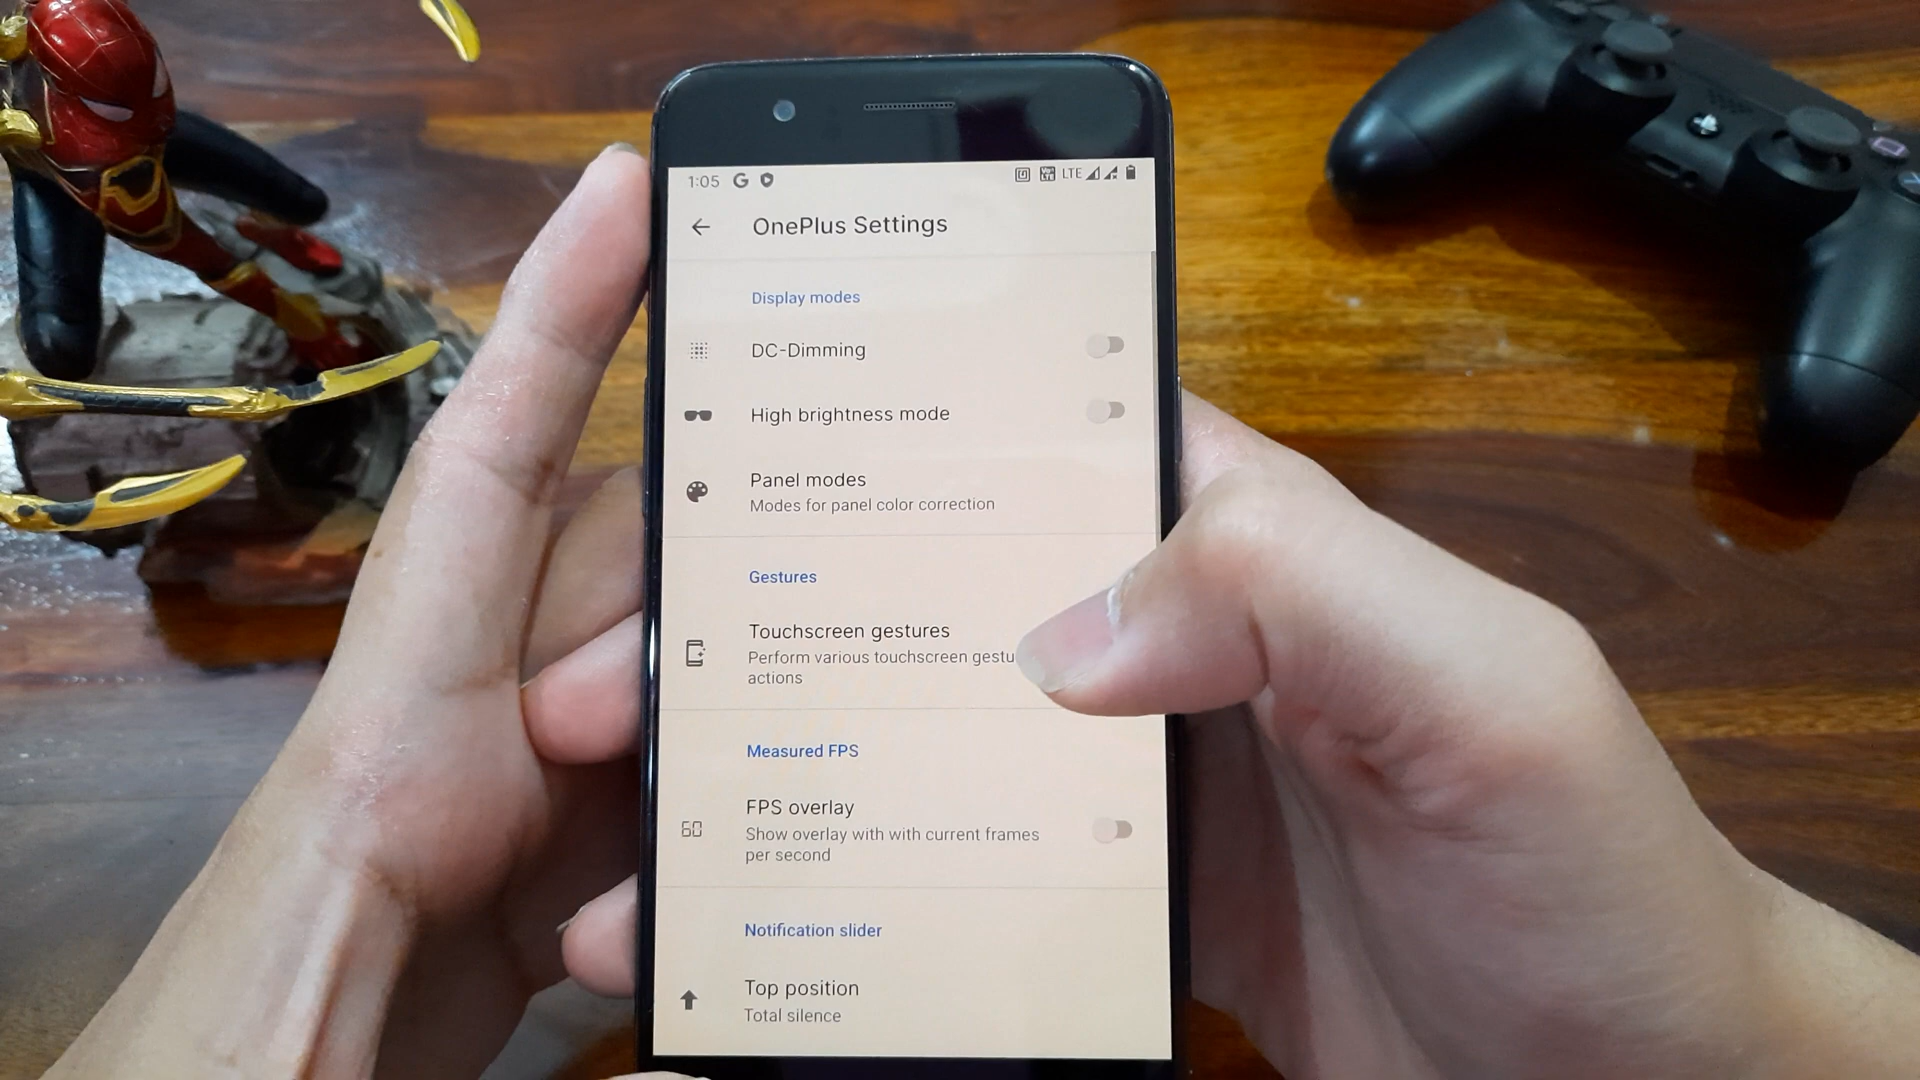 1:05 G LTE
OnePlus Settings
Display modes
DC-Dimming
High brightness mode
Panel modes
Modes for panel color correction
Gestures
Touchscreen gestures
Perform various touchscreen gestu
actions
Measured FPS
FPS overlay
60
Show overlay with with current frames
per second
Notification slider
Top position
Total silence